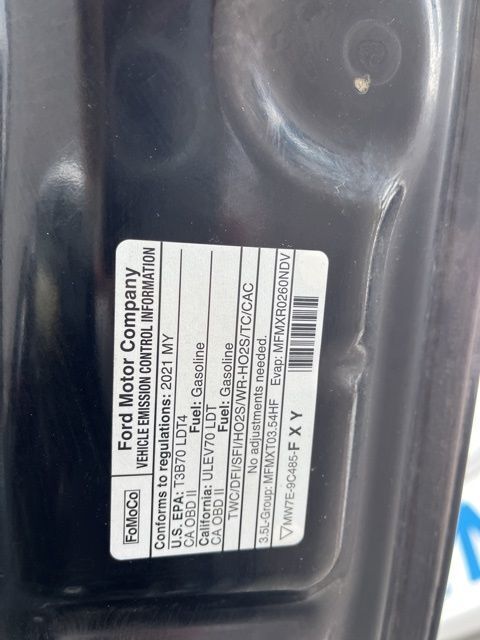 FoMoCo
Ford Motor Company
VEHICLE EMISSION CONTROL INFORMATION
Conforms to regulations: 2021 MY
U.S. EPA: T3B70 LDT4 Fuel: Gasoline
CA OBD II
California: ULEV70 LDT Fuel: Gasoline
CA OBD II
TWC/DFI/SFI/HO2S/WR-HO2S/TC/CAC
No adjustments needed.
3.5L-Group: MFMXT03.54HF Evap: MFMXR0260NDV
MW7E-9C485-F X Y